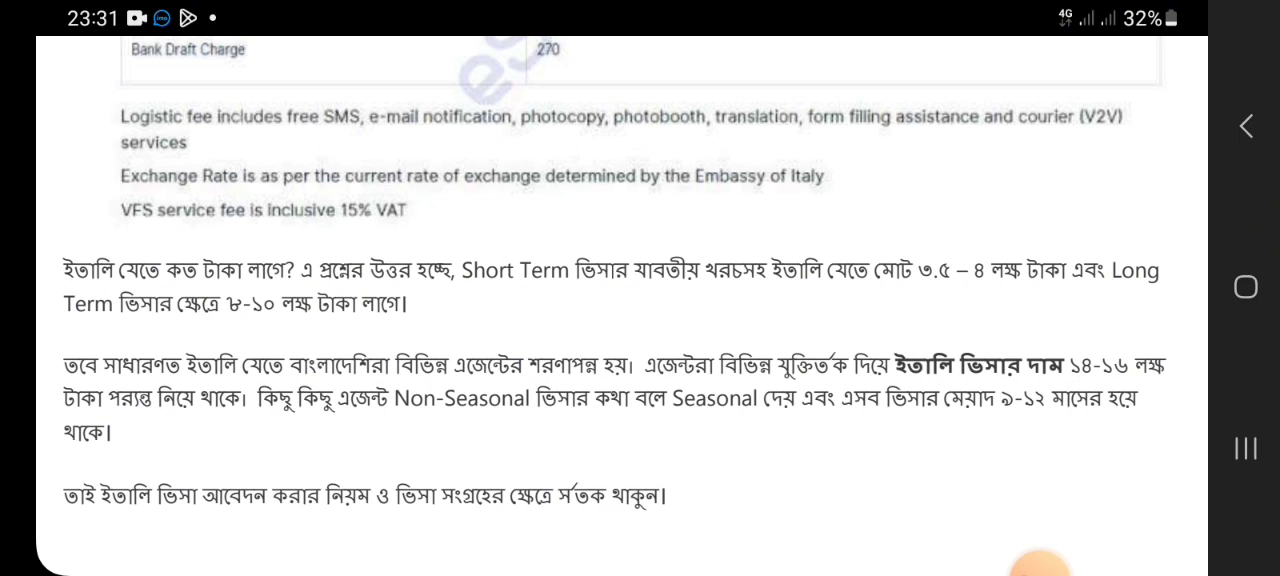 23:31
4G 32%
Bank Draft Charge 270
Logistic fee includes free SMS, e-mail notification, photocopy, photobooth, translation, form filling assistance and courier (V2V)
services
Exchange Rate is as per the current rate of exchange determined by the Embassy of Italy
VFS service fee is inclusive 15% VAT
ইতালি যেতে কত টাকা লাগে? এ প্রশ্নের উত্তর হচ্ছে, Short Term ভিসার যাবতীয় খরচসহ ইতালি যেতে মোট ৩.৫ – ৪ লক্ষ টাকা এবং Long
Term ভিসার ক্ষেত্রে ৮-১০ লক্ষ টাকা লাগে।
তবে সাধারণত ইতালি যেতে বাংলাদেশিরা বিভিন্ন এজেন্টের শরণাপন্ন হয়। এজেন্টরা বিভিন্ন যুক্তির্তক দিয়ে ইতালি ভিসার দাম ১৪-১৬ লক্ষ
টাকা পর‍্যন্ত নিয়ে থাকে। কিছু কিছু এজেন্ট Non-Seasonal ভিসার কথা বলে Seasonal দেয় এবং এসব ভিসার মেয়াদ ৯-১২ মাসের হয়ে
থাকে।
তাই ইতালি ভিসা আবেদন করার নিয়ম ও ভিসা সংগ্রহের ক্ষেত্রে র্সতক থাকুন।